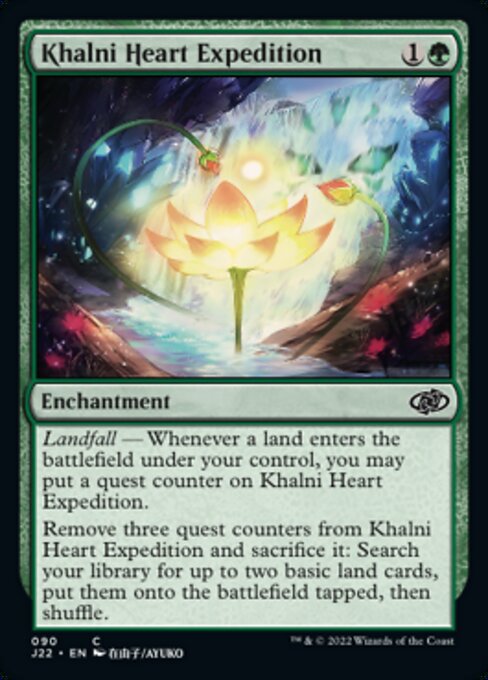 Khalni Heart Expedition 1
Enchantment
Landfall — Whenever a land enters the
battlefield under your control, you may
put a quest counter on Khalni Heart
Expedition.
Remove three quest counters from Khalni
Heart Expedition and sacrifice it: Search
your library for up to two basic land cards,
put them onto the battlefield tapped, then
shuffle.
090 C
J22 • EN 在由子/AYUKO
™ & © 2022 Wizards of the Coast